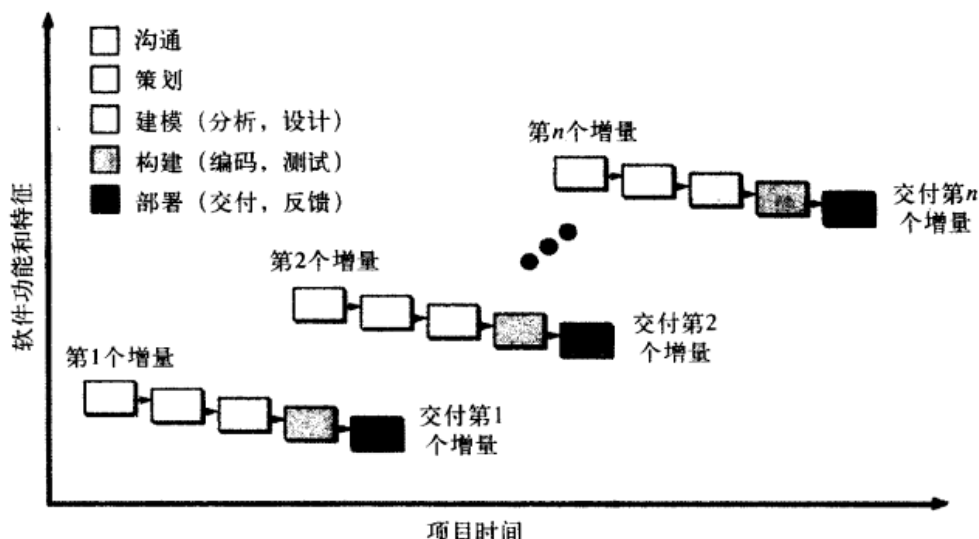 沟通
策划
建模（分析，设计）
构建（编码，测试）
部署（交付，反馈）
软件功能和特征
第n个增量
交付第n
个增量
第2个增量
交付第2
个增量
第1个增量
交付第1
个增量
项目时间